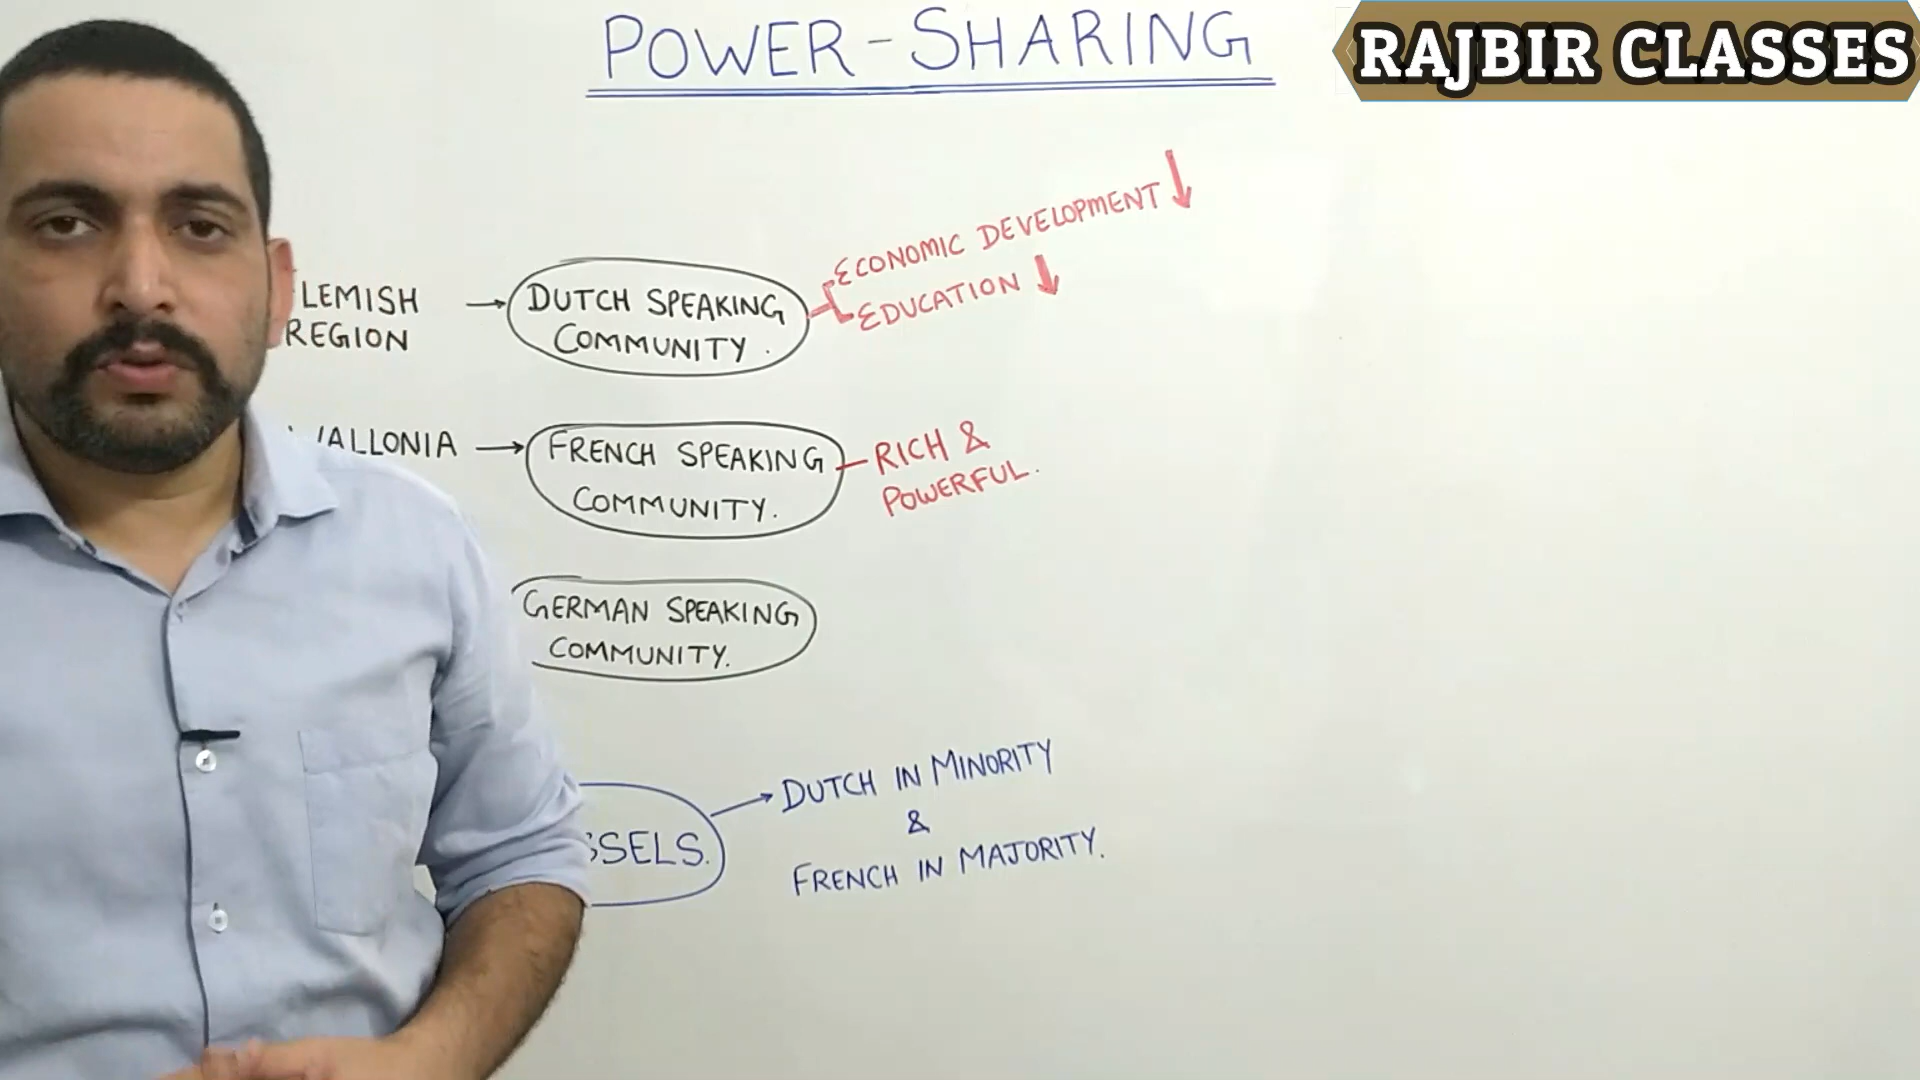 POWER-SHARING
RAJBIR CLASSES
ECONOMIC DEVELOPMENT ↓
EDUCATION ↓
LEMISH → DUTCH SPEAKING
REGION COMMUNITY.
ALLONIA → FRENCH SPEAKING
COMMUNITY.
RICH &
POWERFUL.
GERMAN SPEAKING
COMMUNITY.
SSELS.
→ DUTCH IN MINORITY
&
FRENCH IN MAJORITY.